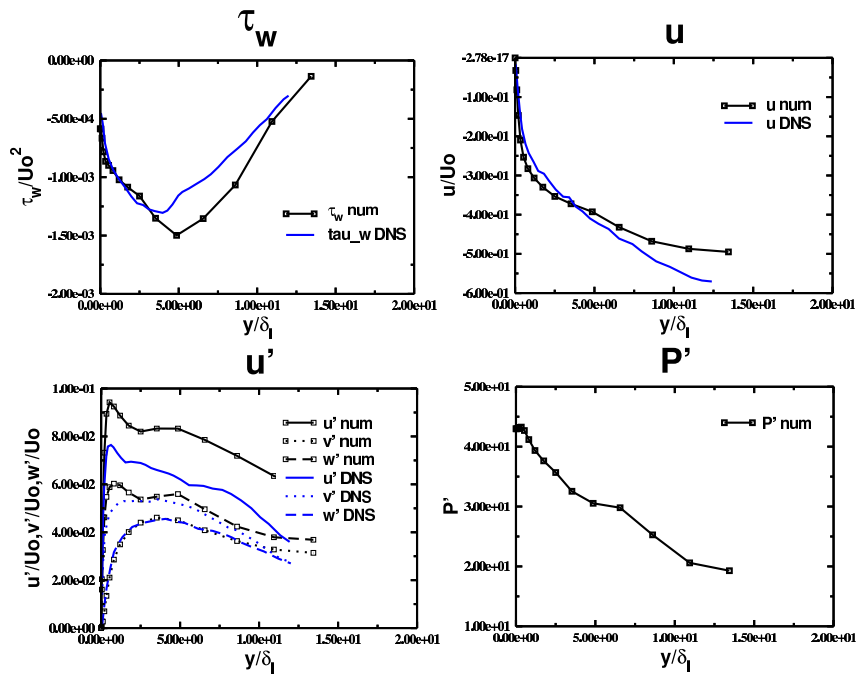 τw
0.00e+00
-5.00e-04
-1.00e-03
-1.50e-03
-2.00e-03
τw/Uo²
0.00e+00 5.00e+00 1.00e+01 1.50e+01 2.00e+01
y/δl
τw num
tau_w DNS
u
-2.78e-17
-1.00e-01
-2.00e-01
-3.00e-01
-4.00e-01
-5.00e-01
-6.00e-01
u/Uo
0.00e+00 5.00e+00 1.00e+01 1.50e+01 2.00e+01
y/δl
u num
u DNS
u'
1.00e-01
8.00e-02
6.00e-02
4.00e-02
2.00e-02
0.00e+00
u'/Uo,v'/Uo,w'/Uo
0.00e+00 5.00e+00 1.00e+01 1.50e+01 2.00e+01
y/δl
u' num
v' num
w' num
u' DNS
v' DNS
w' DNS
P'
5.00e+01
4.00e+01
3.00e+01
2.00e+01
1.00e+01
P'
0.00e+00 5.00e+00 1.00e+01 1.50e+01 2.00e+01
y/δl
P' num